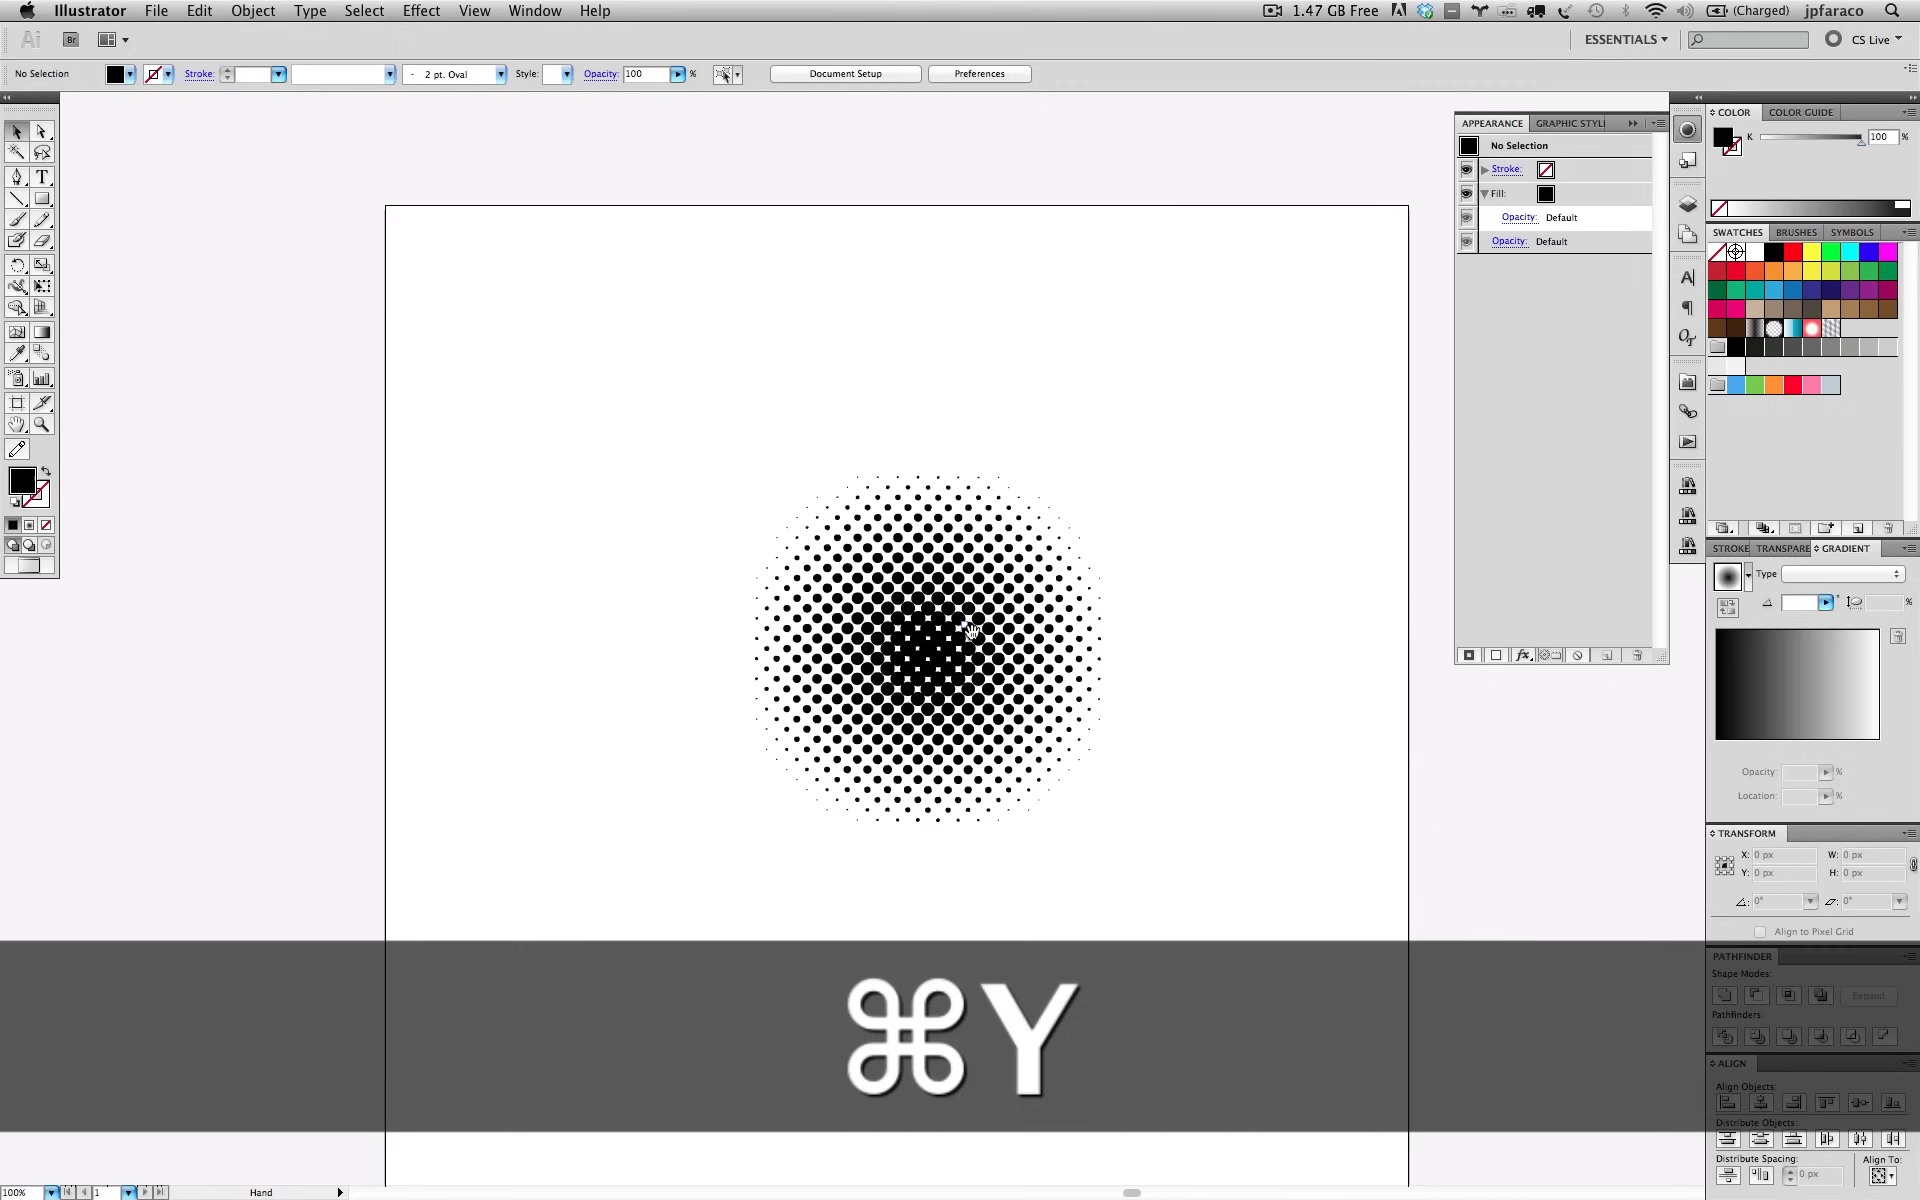 Illustrator File Edit Object Type Select Effect View Window Help 1.47 GB Free (Charged) jpfaraco
Ai Br ESSENTIALS CS Live
No Selection Stroke: 2 pt. Oval Style: Opacity: 100 % Document Setup Preferences
APPEARANCE GRAPHIC STYL
No Selection
Stroke:
Fill:
Opacity: Default
Opacity: Default
fx
COLOR COLOR GUIDE
K 100 %
SWATCHES BRUSHES SYMBOLS
STROKE TRANSPARE GRADIENT
Type
° %
Opacity: %
Location: %
TRANSFORM
X: 0 px W: 0 px
Y: 0 px H: 0 px
0° 0°
Align to Pixel Grid
PATHFINDER
Shape Modes:
Expand
Pathfinders:
ALIGN
Align Objects:
Distribute Objects:
Distribute Spacing: Align To:
0 px
⌘Y
100% 1 Hand